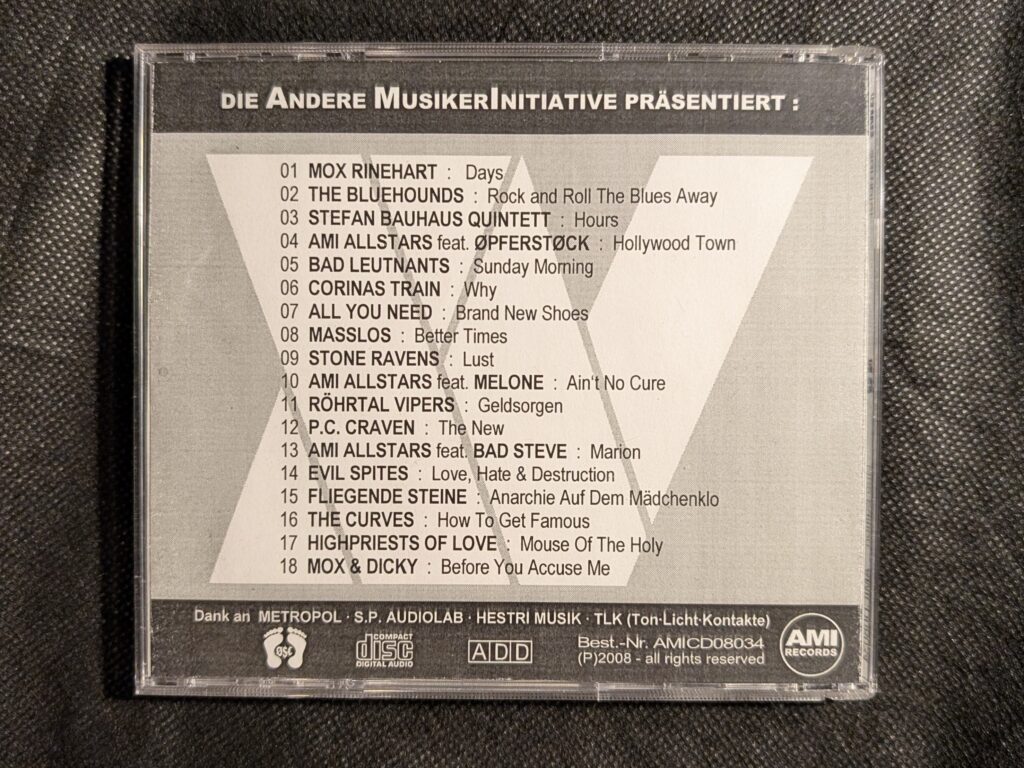 DIE ANDERE MUSIKERINITIATIVE PRÄSENTIERT :
01 MOX RINEHART : Days
02 THE BLUEHOUNDS : Rock and Roll The Blues Away
03 STEFAN BAUHAUS QUINTETT : Hours
04 AMI ALLSTARS feat. ØPFERSTØCK : Hollywood Town
05 BAD LEUTNANTS : Sunday Morning
06 CORINAS TRAIN : Why
07 ALL YOU NEED : Brand New Shoes
08 MASSLOS : Better Times
09 STONE RAVENS : Lust
10 AMI ALLSTARS feat. MELONE : Ain't No Cure
11 RÖHRTAL VIPERS : Geldsorgen
12 P.C. CRAVEN : The New
13 AMI ALLSTARS feat. BAD STEVE : Marion
14 EVIL SPITES : Love, Hate & Destruction
15 FLIEGENDE STEINE : Anarchie Auf Dem Mädchenklo
16 THE CURVES : How To Get Famous
17 HIGHPRIESTS OF LOVE : Mouse Of The Holy
18 MOX & DICKY : Before You Accuse Me
Dank an METROPOL · S.P. AUDIOLAB · HESTRI MUSIK · TLK (Ton-Licht-Kontakte)
COMPACT
disc
DIGITAL AUDIO
ADD
Best.-Nr. AMICD08034
(P)2008 - all rights reserved
AMI
RECORDS